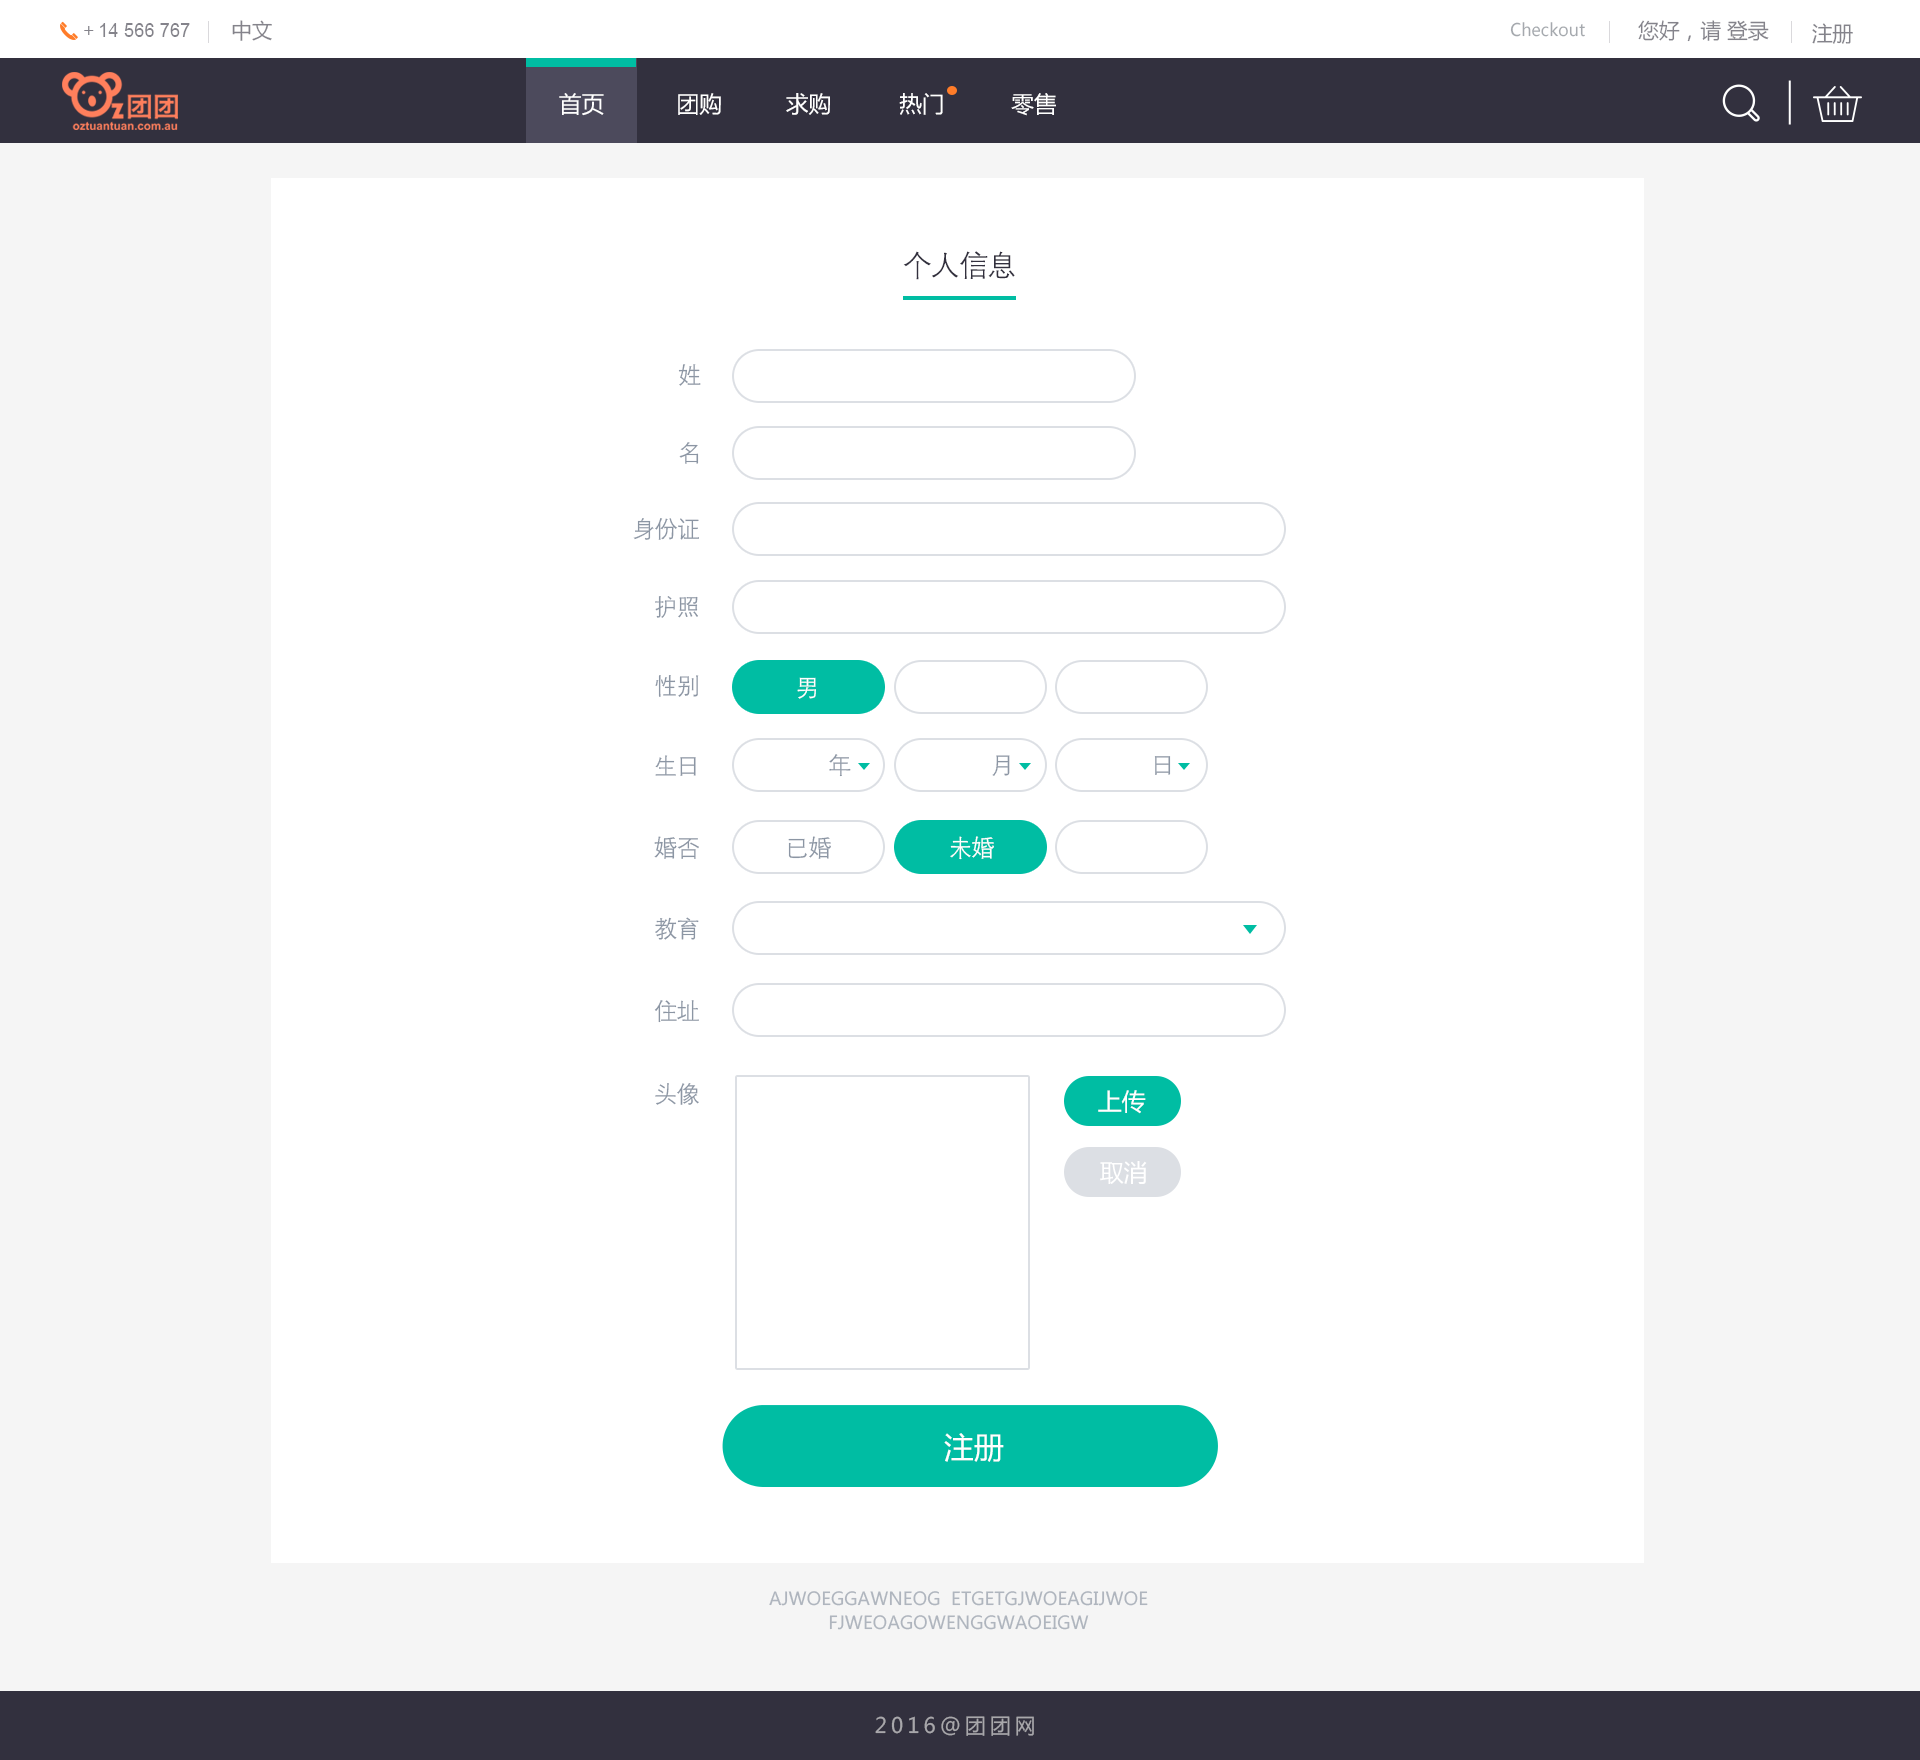 + 14 566 767 中文 Checkout 您好，请 登录 注册
Oz团团
oztuantuan.com.au
首页 团购 求购 热门 零售
个人信息
姓
名
身份证
护照
性别 男
生日 年 月 日
婚否 已婚 未婚
教育
住址
头像 上传
取消
注册
AJWOEGGAWNEOG ETGETGJWOEAGIJWOE
FJWEOAGOWENGGWAOEIGW
2016@团团网